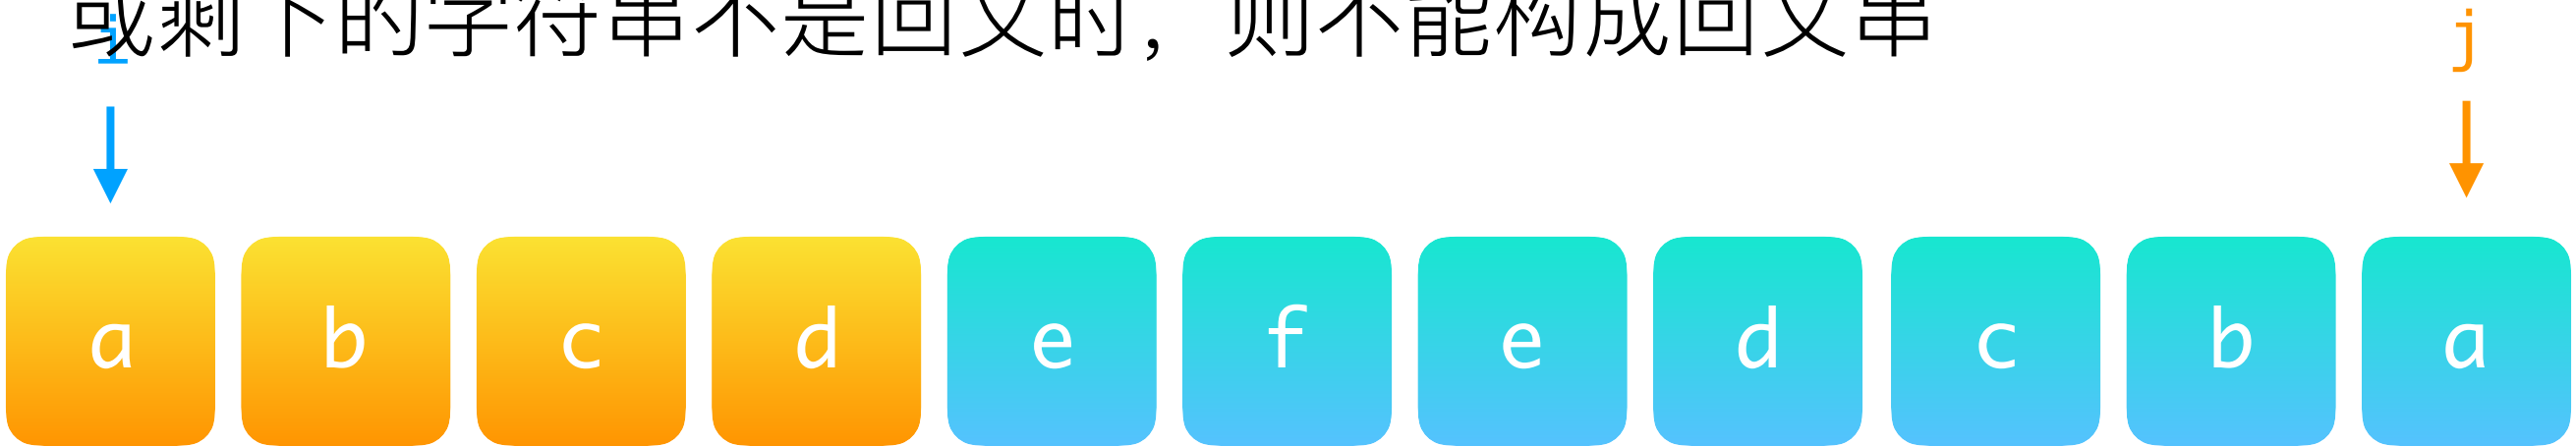 或剩下的字符串不是回文时，则不能构成回文串
i
j
a b c d e f e d c b a